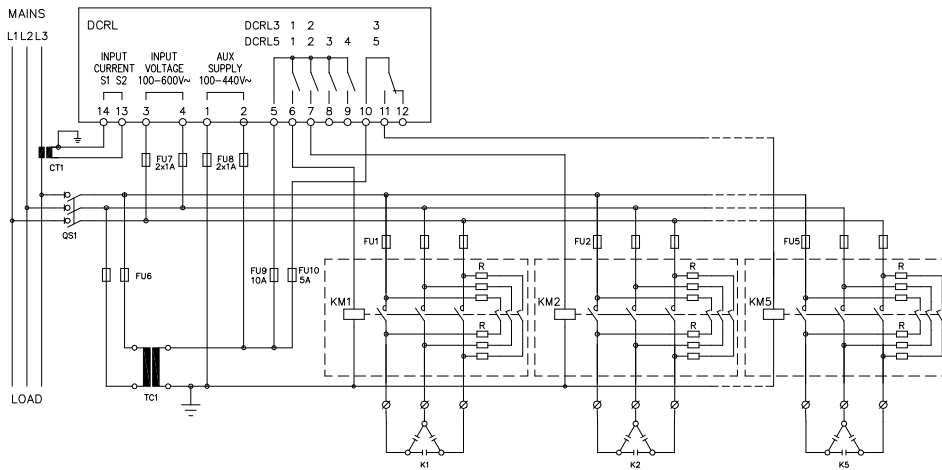 MAINS
L1 L2 L3
DCRL
DCRL3 1 2 3
DCRL5 1 2 3 4 5
INPUT CURRENT
S1 S2
INPUT VOLTAGE
100-600V~
AUX SUPPLY
100-440V~
14 13 3 4 1 2 5 6 7 8 9 10 11 12
CT1
FU7
2x1A
FU8
2x1A
QS1
FU1
FU2
FU5
FU6
FU9
10A
FU10
5A
R
R
R
KM1
KM2
KM5
R
R
R
LOAD
TC1
K1
K2
K5